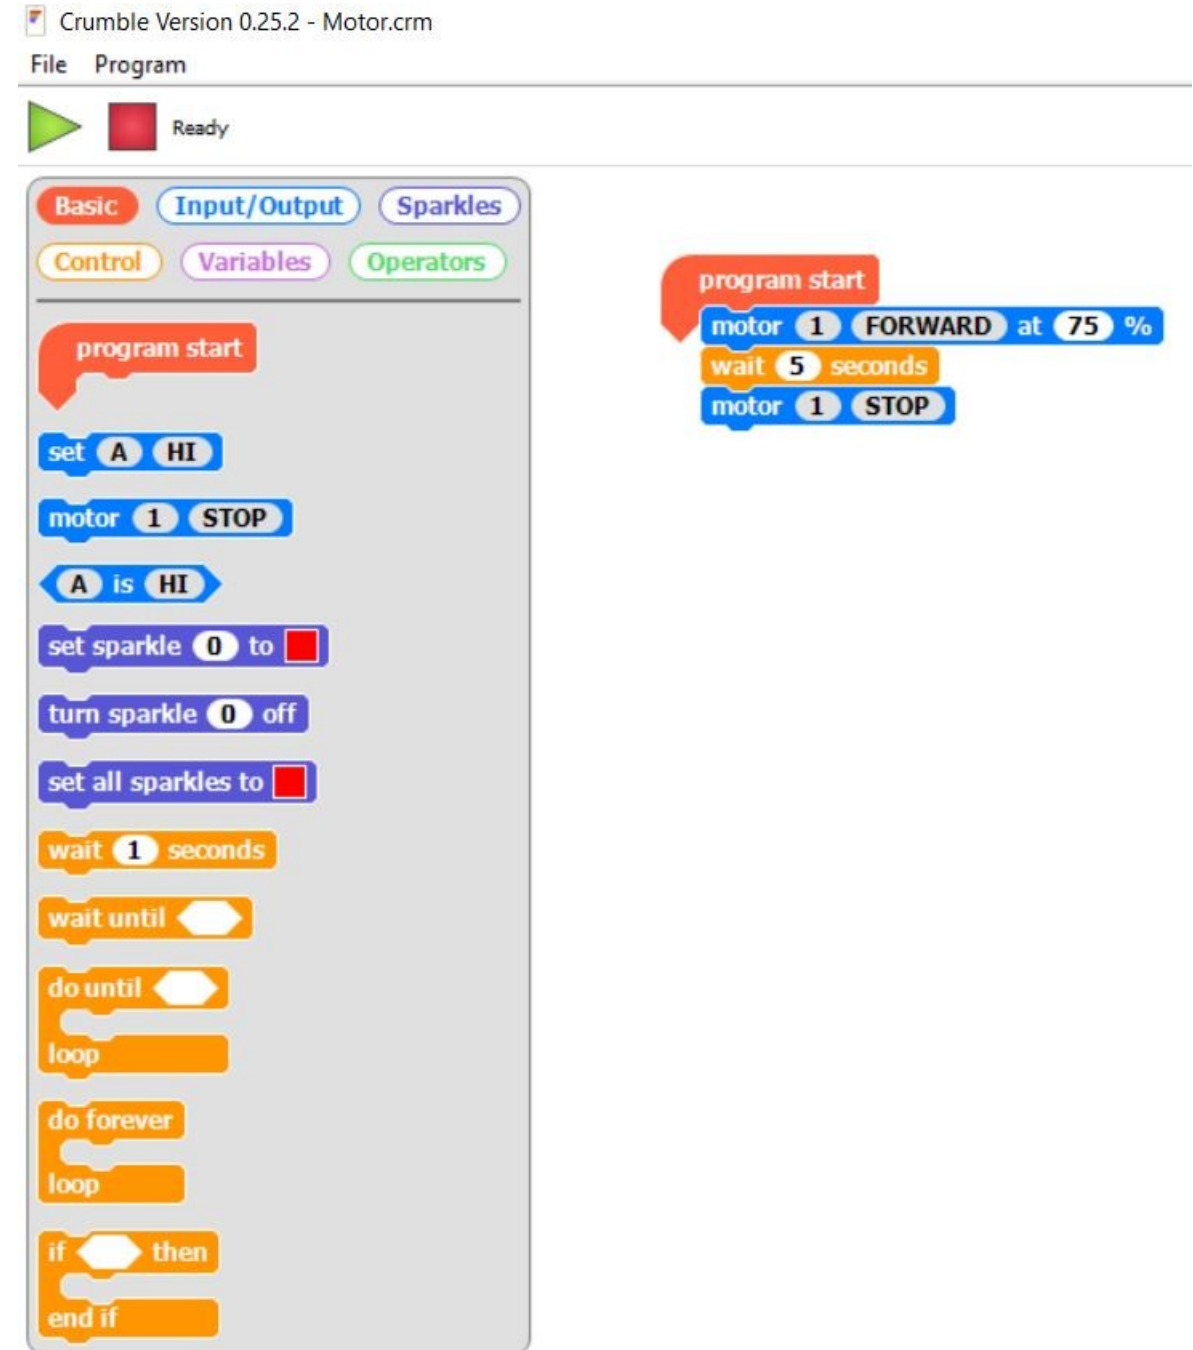 Crumble Version 0.25.2 - Motor.crm
File Program
Ready
Basic Input/Output Sparkles
Control Variables Operators
program start
set A HI
motor 1 STOP
A is HI
set sparkle 0 to
turn sparkle 0 off
set all sparkles to
wait 1 seconds
wait until
do until
loop
do forever
loop
if then
end if
program start
motor 1 FORWARD at 75 %
wait 5 seconds
motor 1 STOP